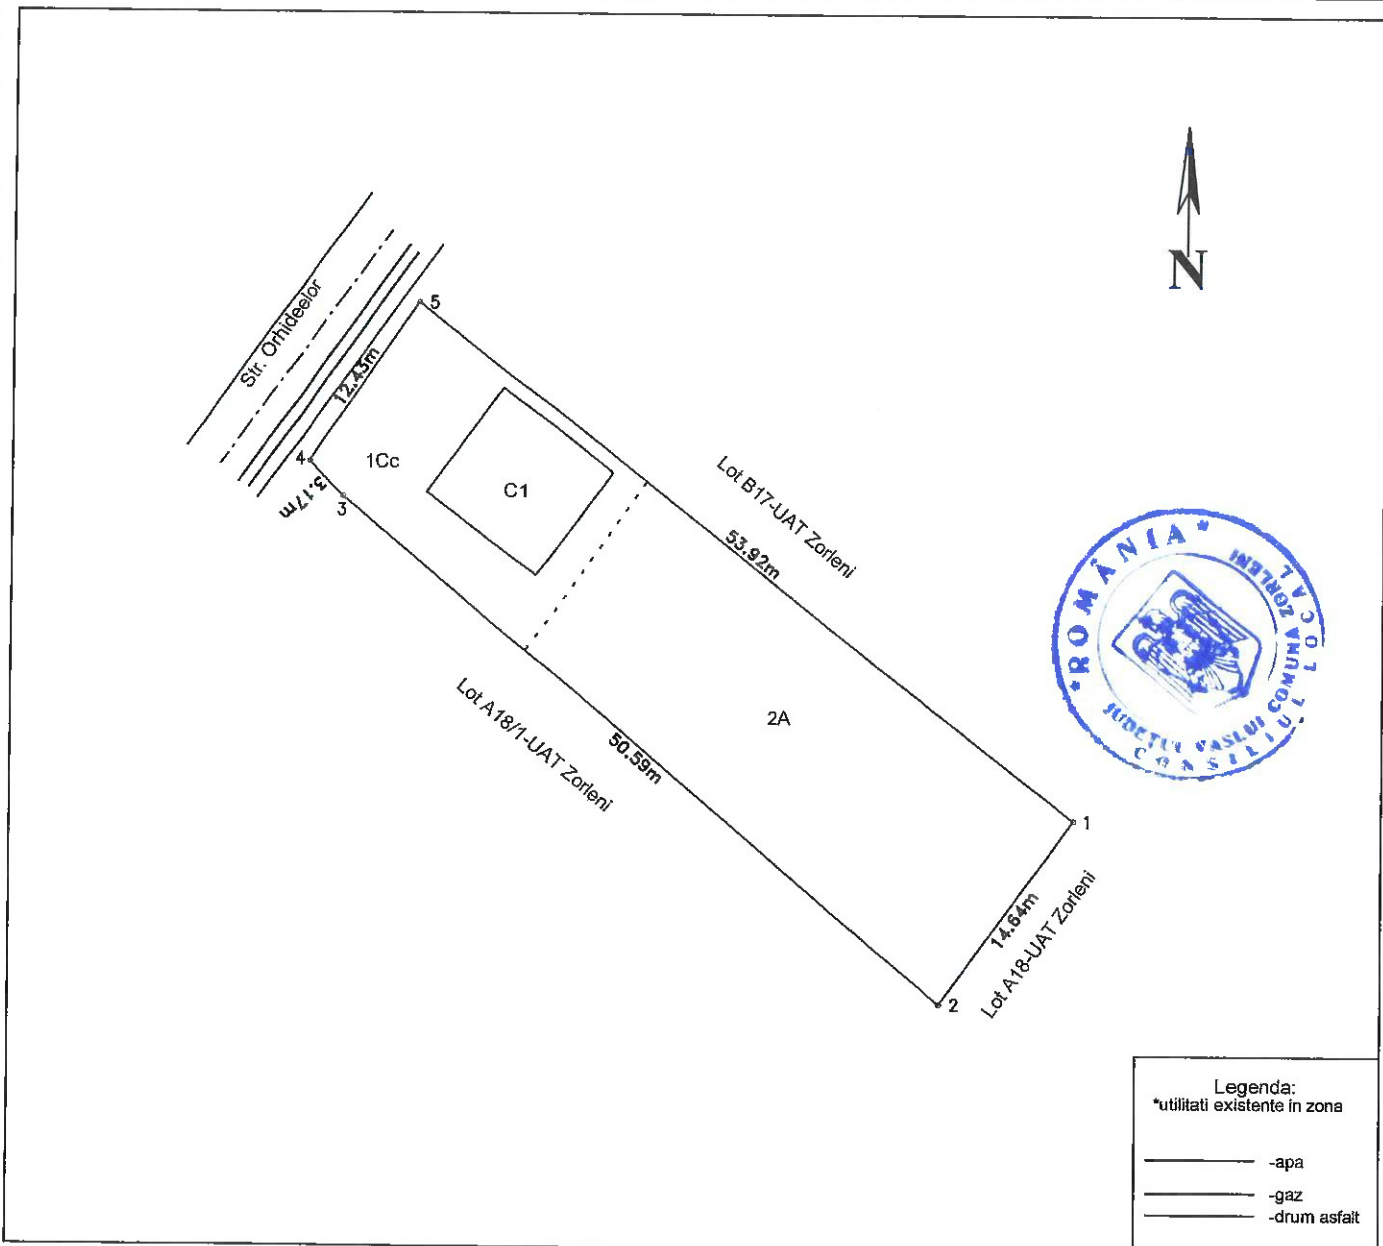 N
Str. Orhideelor
5
12.43m
4
3.17m
3
1Cc
C1
Lot B17-UAT Zorleni
53.92m
*ROMÂNIA*
CONSILIUL LOCAL
JUDEȚUL VASLUI COMUNA ZORLENI
Lot A18/1-UAT Zorleni
50.59m
2A
1
14.64m
Lot A18-UAT Zorleni
2
Legenda:
*utilitati existente in zona
-apa
-gaz
-drum asfalt